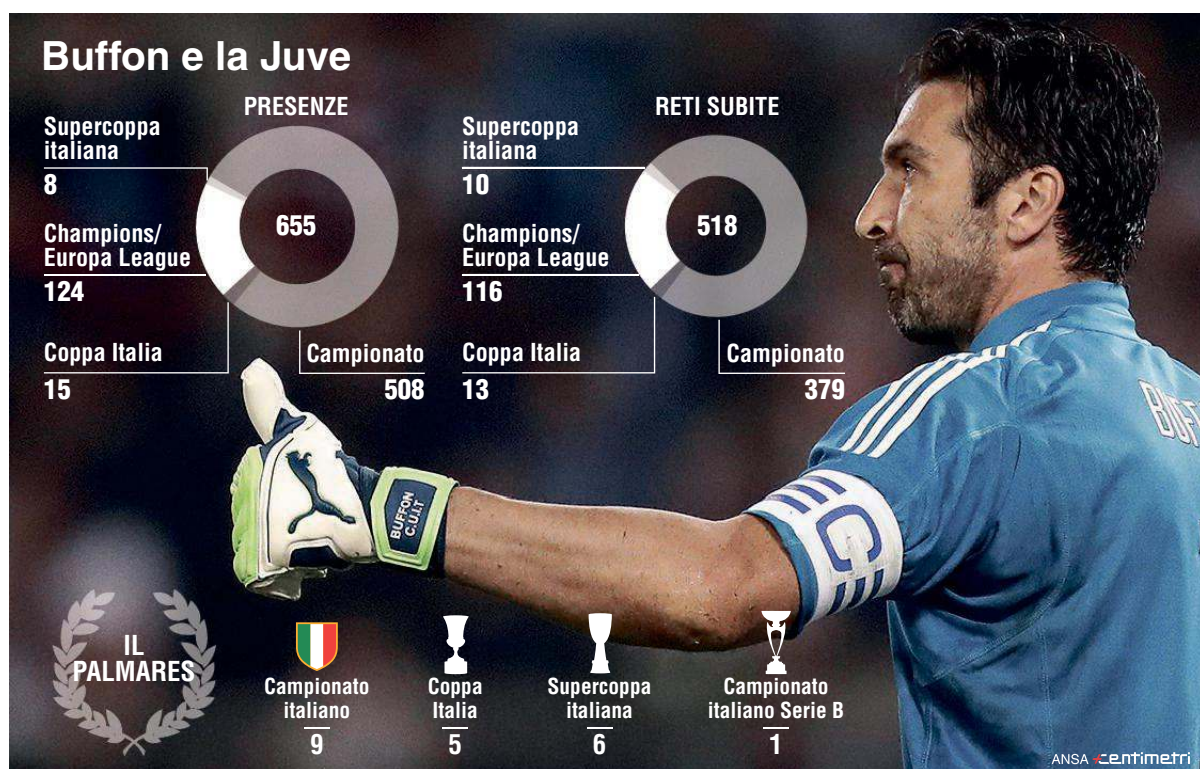 Buffon e la Juve
PRESENZE
Supercoppa
italiana
8
Champions/
Europa League
124
Coppa Italia
15
655
Campionato
508
RETI SUBITE
Supercoppa
italiana
10
Champions/
Europa League
116
Coppa Italia
13
518
Campionato
379
BUFFON
C.U.I.T
IL
PALMARES
Campionato
italiano
9
Coppa
Italia
5
Supercoppa
italiana
6
Campionato
italiano Serie B
1
ANSA centimetri